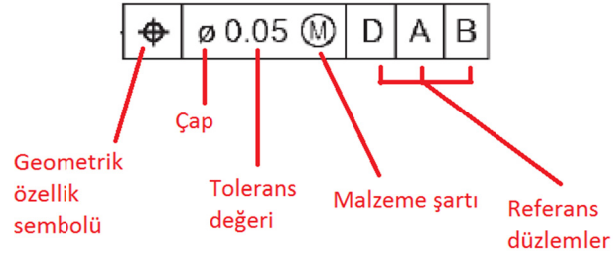 ⌖ ø 0.05 Ⓜ D A B
Çap
Geometrik
özellik
sembolü
Tolerans
değeri
Malzeme şartı
Referans
düzlemler